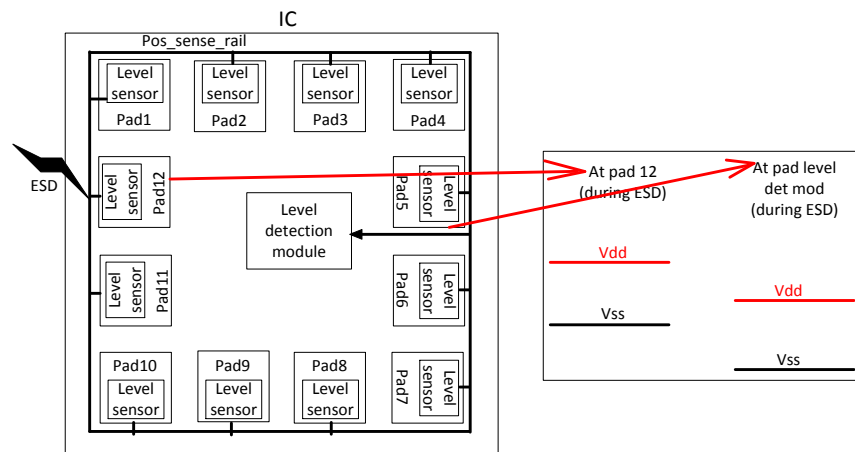 IC
Pos_sense_rail
Level
sensor
Pad1
Level
sensor
Pad2
Level
sensor
Pad3
Level
sensor
Pad4
ESD
Level
sensor
Pad12
Level
sensor
Pad5
Level
detection
module
Level
sensor
Pad11
Level
sensor
Pad6
Pad10
Level
sensor
Pad9
Level
sensor
Pad8
Level
sensor
Level
sensor
Pad7
At pad 12
(during ESD)
At pad level
det mod
(during ESD)
Vdd
Vss
Vdd
Vss